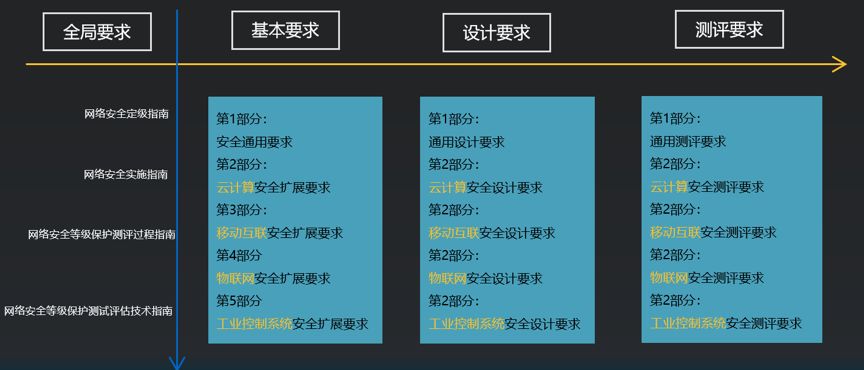 全局要求
基本要求
设计要求
测评要求
网络安全定级指南
网络安全实施指南
网络安全等级保护测评过程指南
网络安全等级保护测试评估技术指南
第1部分：
安全通用要求
第2部分：
云计算安全扩展要求
第3部分：
移动互联安全扩展要求
第4部分
物联网安全扩展要求
第5部分
工业控制系统安全扩展要求
第1部分：
通用设计要求
第2部分：
云计算安全设计要求
第2部分：
移动互联安全设计要求
第2部分：
物联网安全设计要求
第2部分：
工业控制系统安全设计要求
第1部分：
通用测评要求
第2部分：
云计算安全测评要求
第2部分：
移动互联安全测评要求
第2部分：
物联网安全测评要求
第2部分：
工业控制系统安全测评要求